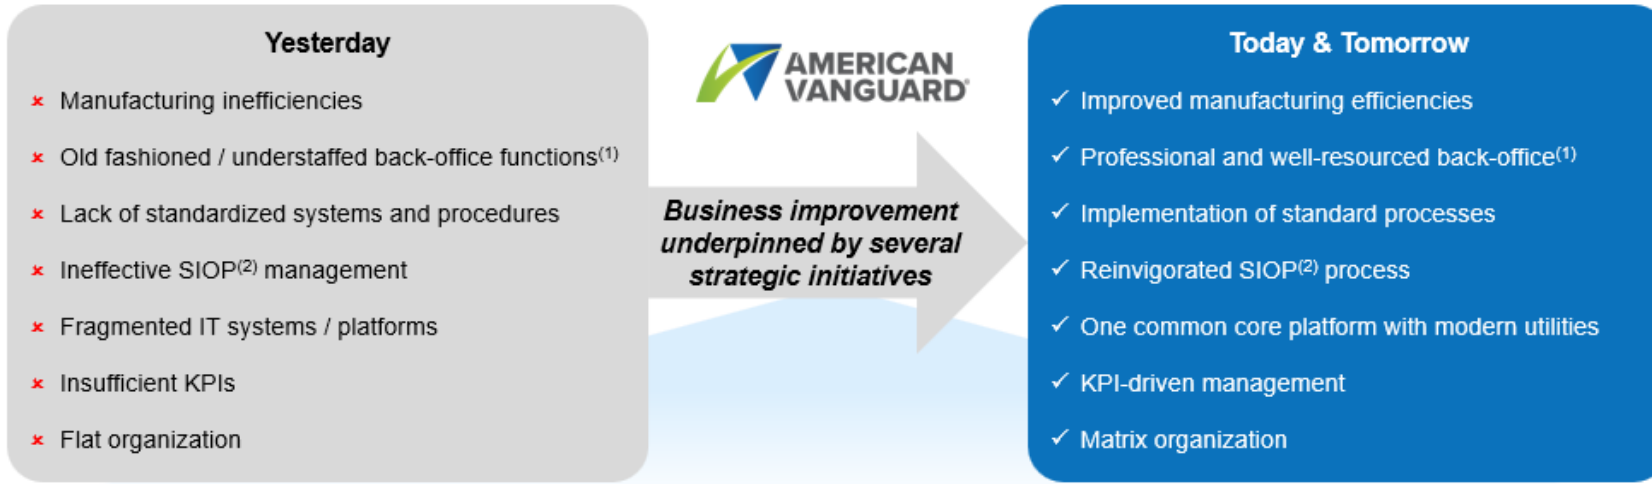 Yesterday
× Manufacturing inefficiencies
× Old fashioned / understaffed back-office functions(1)
× Lack of standardized systems and procedures
× Ineffective SIOP(2) management
× Fragmented IT systems / platforms
× Insufficient KPIs
× Flat organization
AMERICAN
VANGUARD®
Business improvement
underpinned by several
strategic initiatives
Today & Tomorrow
✓ Improved manufacturing efficiencies
✓ Professional and well-resourced back-office(1)
✓ Implementation of standard processes
✓ Reinvigorated SIOP(2) process
✓ One common core platform with modern utilities
✓ KPI-driven management
✓ Matrix organization